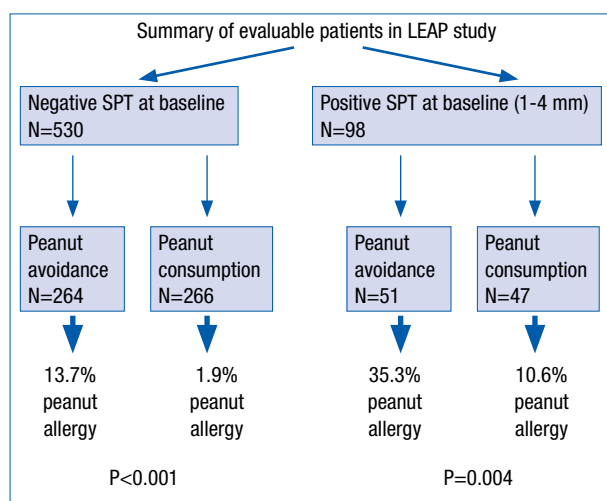 Summary of evaluable patients in LEAP study
Negative SPT at baseline
N=530
Positive SPT at baseline (1-4 mm)
N=98
Peanut
avoidance
N=264
Peanut
consumption
N=266
Peanut
avoidance
N=51
Peanut
consumption
N=47
13.7%
peanut
allergy
1.9%
peanut
allergy
35.3%
peanut
allergy
10.6%
peanut
allergy
P<0.001
P=0.004